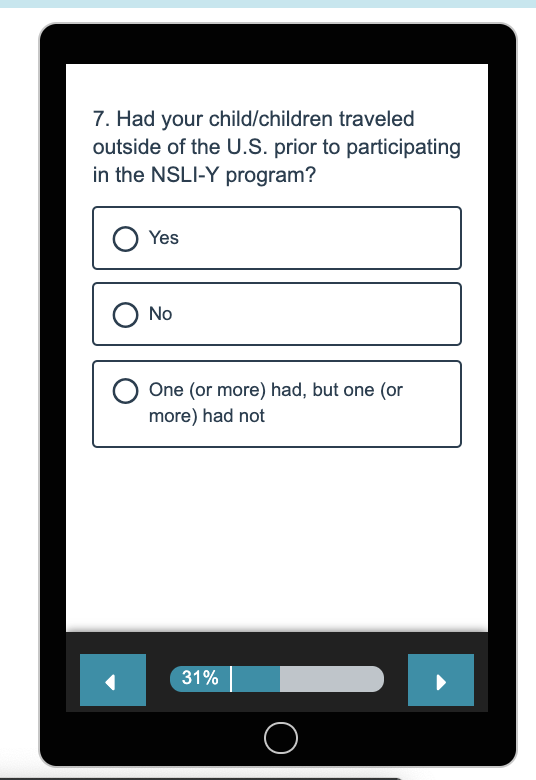 7. Had your child/children traveled
outside of the U.S. prior to participating
in the NSLI-Y program?
Yes
No
One (or more) had, but one (or
more) had not
31%